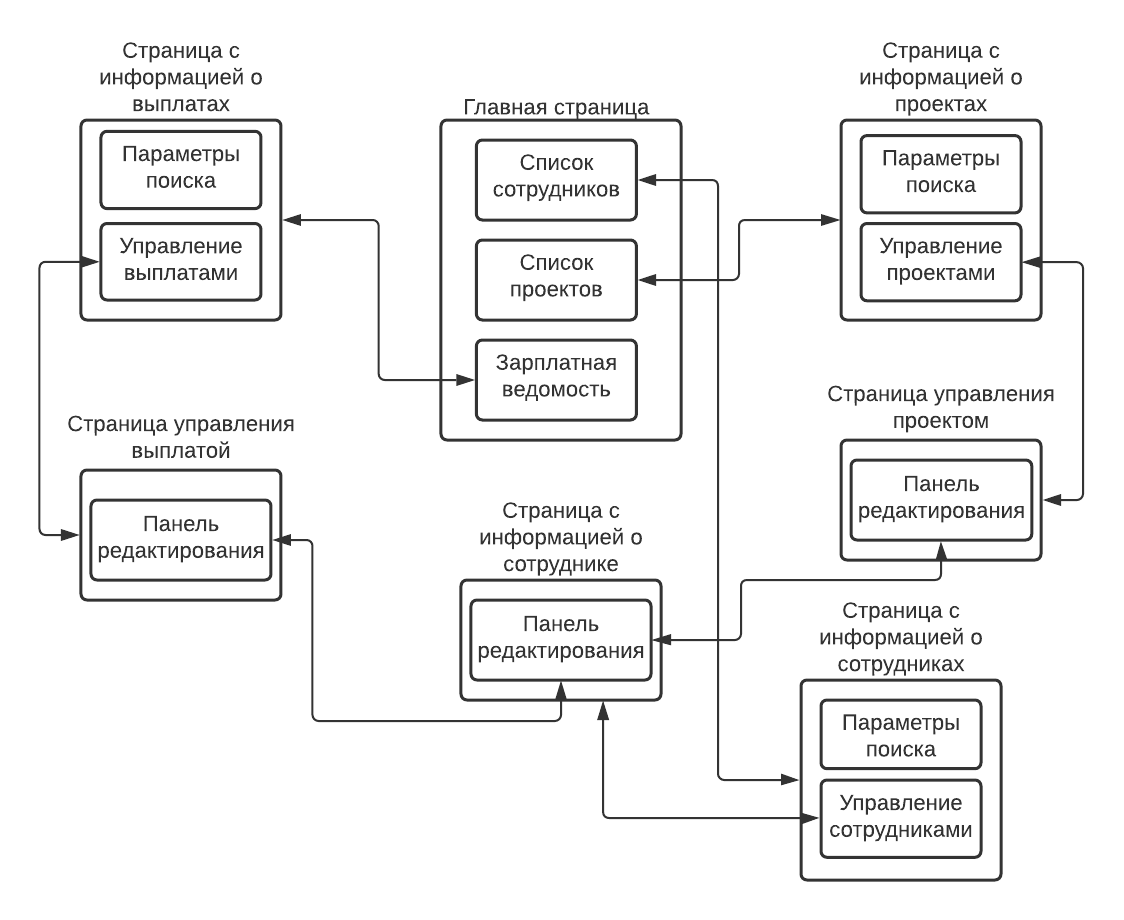 Страница с
информацией о
выплатах
Параметры
поиска
Управление
выплатами
Главная страница
Список
сотрудников
Список
проектов
Зарплатная
ведомость
Страница с
информацией о
проектах
Параметры
поиска
Управление
проектами
Страница управления
выплатой
Панель
редактирования
Страница с
информацией о
сотруднике
Панель
редактирования
Страница управления
проектом
Панель
редактирования
Страница с
информацией о
сотрудниках
Параметры
поиска
Управление
сотрудниками